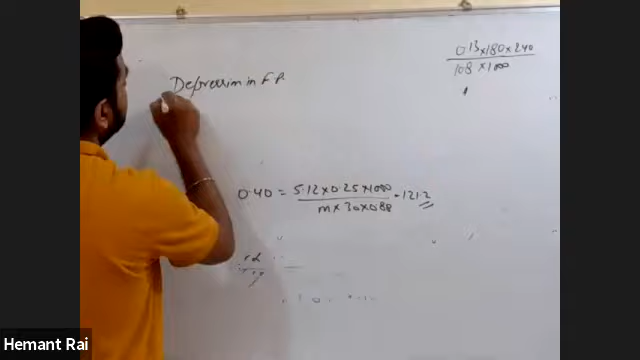 0.13×180×240
108 × 1000
Depression in F.P.
0.40 = 5.12×0.25×1000
m×20×0.88
= 121.2
Hemant Rai